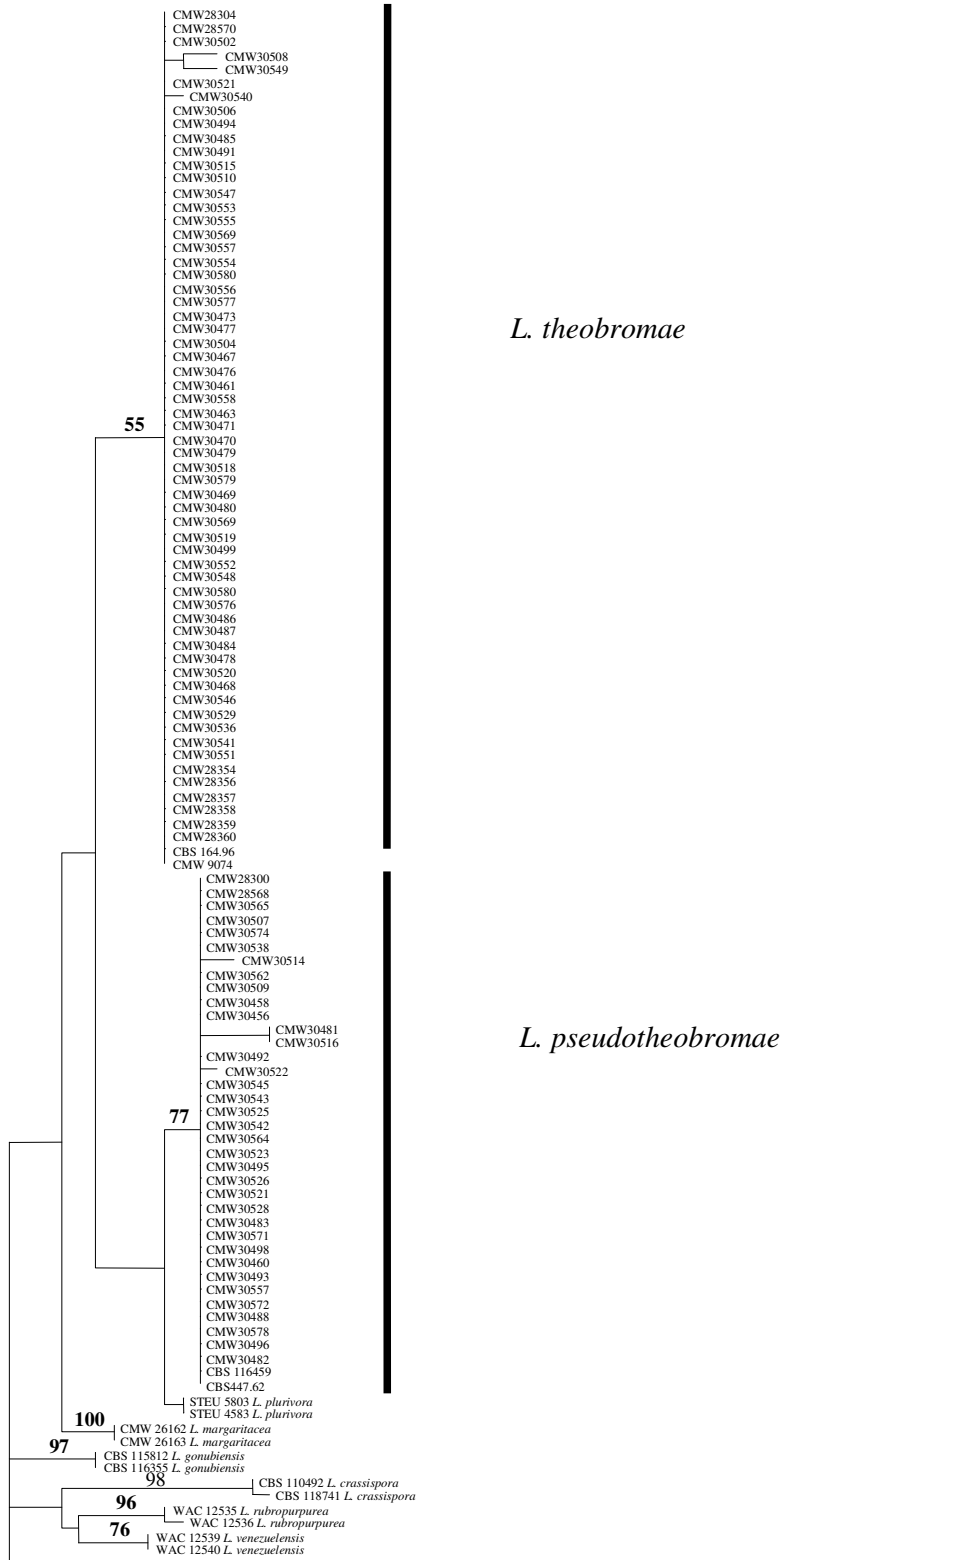 CMW28304
CMW28570
CMW30502
CMW30508
CMW30549
CMW30521
CMW30540
CMW30506
CMW30494
CMW30485
CMW30491
CMW30515
CMW30510
CMW30547
CMW30553
CMW30555
CMW30569
CMW30557
CMW30554
CMW30580
CMW30556
CMW30577
CMW30473
CMW30477
L. theobromae
CMW30504
CMW30467
CMW30476
CMW30461
CMW30558
CMW30463
CMW30471
55
CMW30470
CMW30479
CMW30518
CMW30579
CMW30469
CMW30480
CMW30569
CMW30519
CMW30499
CMW30552
CMW30548
CMW30580
CMW30576
CMW30486
CMW30487
CMW30484
CMW30478
CMW30520
CMW30468
CMW30546
CMW30529
CMW30536
CMW30541
CMW30551
CMW28354
CMW28356
CMW28357
CMW28358
CMW28359
CMW28360
CBS 164.96
CMW 9074
CMW28300
CMW28568
CMW30565
CMW30507
CMW30574
CMW30538
CMW30514
CMW30562
CMW30509
CMW30458
CMW30456
CMW30481
CMW30516
L. pseudotheobromae
CMW30492
CMW30522
CMW30545
CMW30543
CMW30525
77
CMW30542
CMW30564
CMW30523
CMW30495
CMW30526
CMW30521
CMW30528
CMW30483
CMW30571
CMW30498
CMW30460
CMW30493
CMW30557
CMW30572
CMW30488
CMW30578
CMW30496
CMW30482
CBS 116459
CBS447.62
STEU 5803 L. plurivora
STEU 4583 L. plurivora
100
CMW 26162 L. margaritacea
CMW 26163 L. margaritacea
97
CBS 115812 L. gonubiensis
CBS 116355 L. gonubiensis
98
CBS 110492 L. crassispora
CBS 118741 L. crassispora
96
WAC 12535 L. rubropurpurea
WAC 12536 L. rubropurpurea
76
WAC 12539 L. venezuelensis
WAC 12540 L. venezuelensis